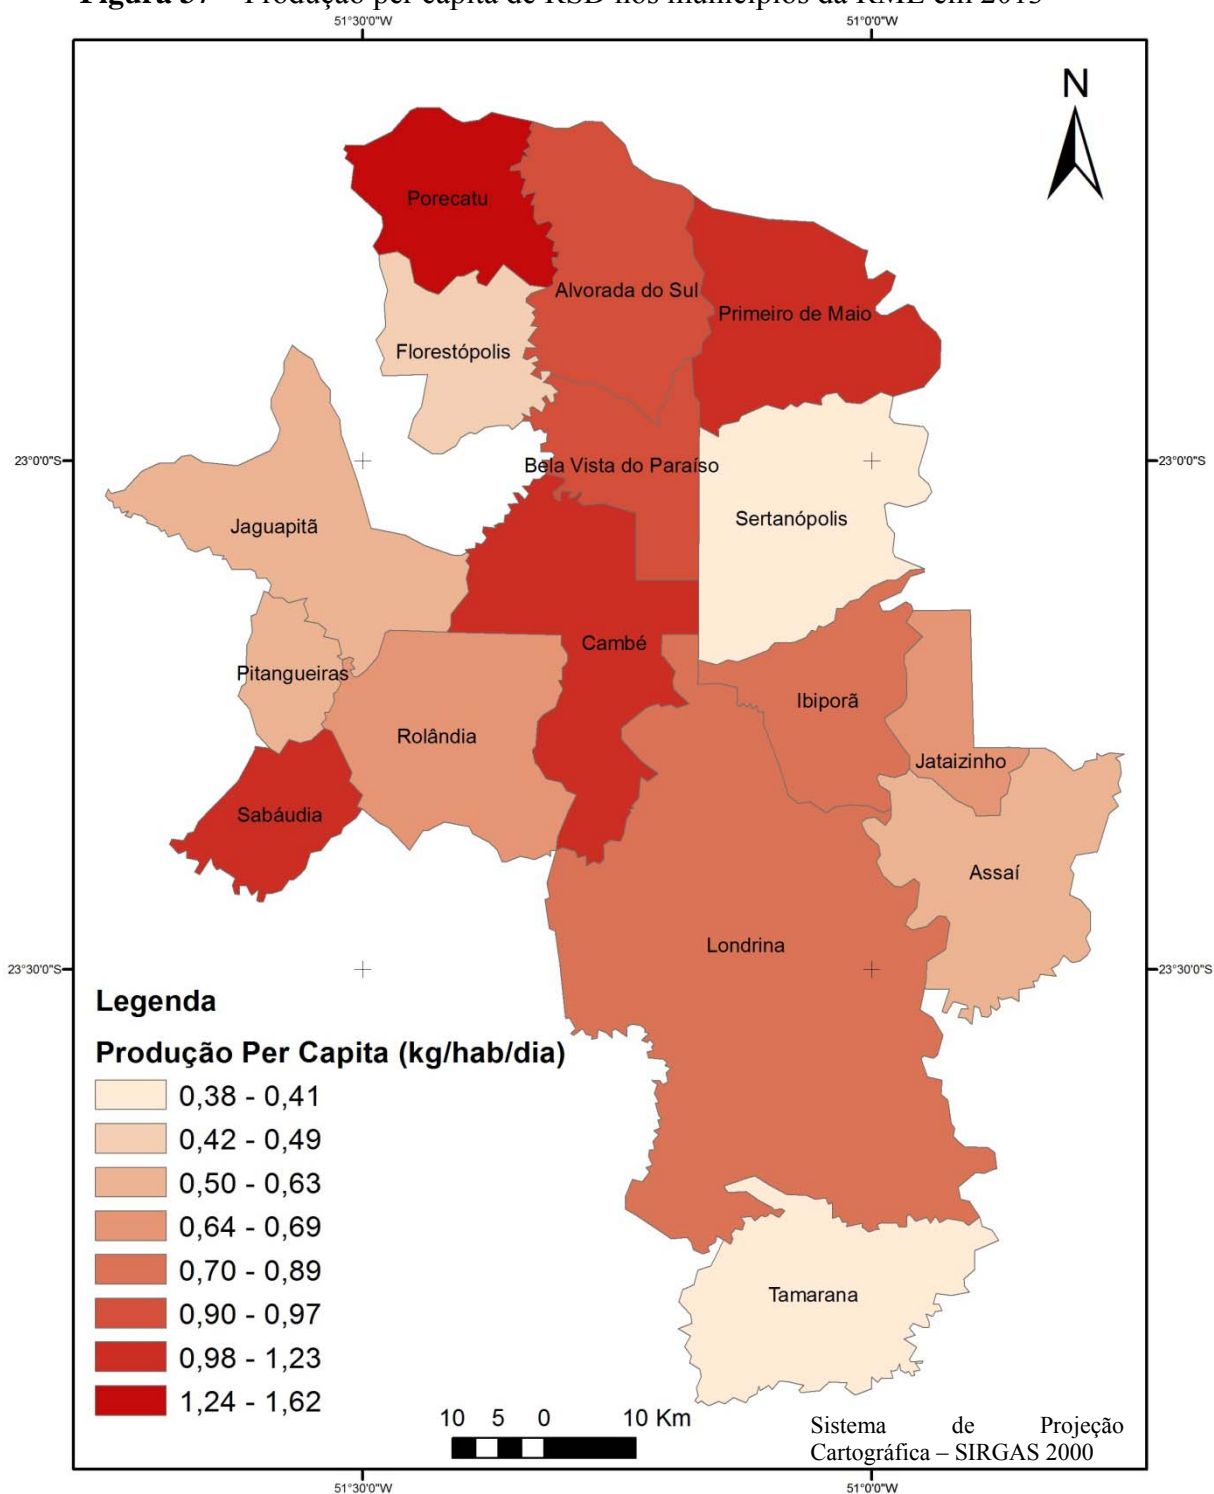 Figura 37 – Produção per capita de RSD nos municípios da RML em 2013
51°30'0"W 51°0'0"W
N
Porecatu
Alvorada do Sul
Primeiro de Maio
Florestópolis
23°0'0"S 23°0'0"S
Bela Vista do Paraíso
Sertanópolis
Jaguapitã
Cambé
Pitangueiras
Ibiporã
Rolândia
Jataizinho
Sabáudia
Assaí
Londrina
23°30'0"S 23°30'0"S
Legenda
Produção Per Capita (kg/hab/dia)
0,38 - 0,41
0,42 - 0,49
0,50 - 0,63
0,64 - 0,69
0,70 - 0,89
0,90 - 0,97
0,98 - 1,23
1,24 - 1,62
Tamarana
10 5 0 10 Km
Sistema de Projeção
Cartográfica – SIRGAS 2000
51°30'0"W 51°0'0"W